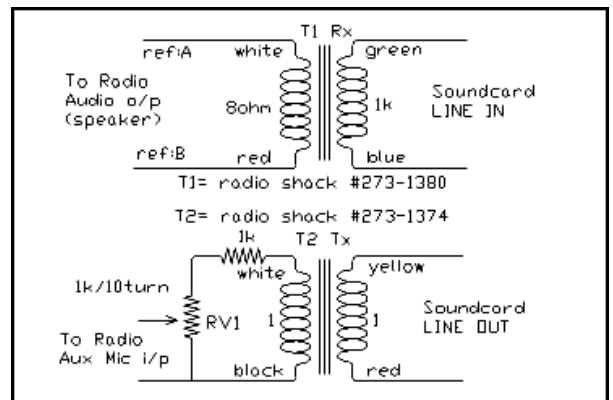 T1 Rx
ref:A white green
To Radio
Audio o/p
(speaker)
8ohm 1k
Soundcard
LINE IN
ref:B red blue
T1= radio shack #273-1380
T2= radio shack #273-1374
1k T2 Tx
white yellow
1k/10turn
RV1 1 1
Soundcard
LINE OUT
To Radio
Aux Mic i/p
black red